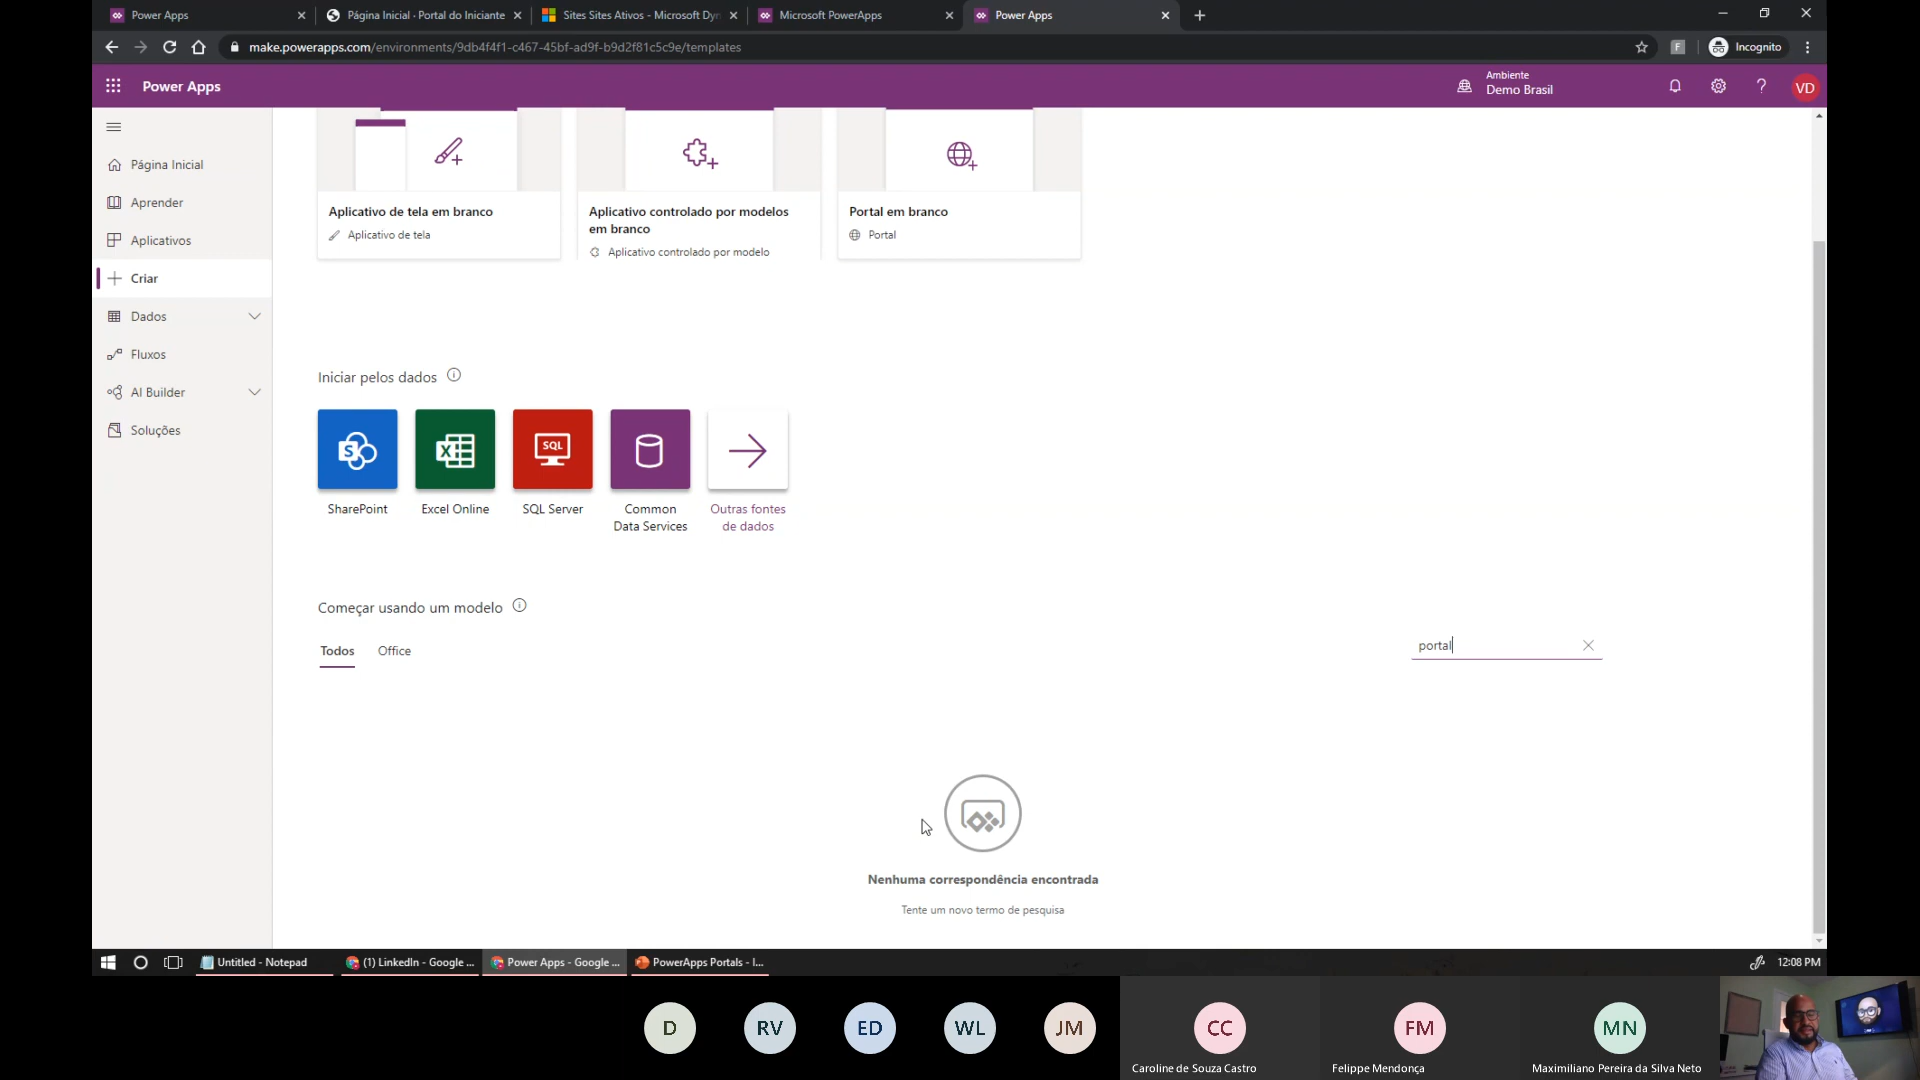 Power Apps
Página Inicial · Portal do Iniciante
Sites Sites Ativos - Microsoft Dyn
Microsoft PowerApps
Power Apps
make.powerapps.com/environments/9db4f4f1-c467-45bf-ad9f-b9d2f81c5c9e/templates
F
Incognito
Power Apps
Ambiente
Demo Brasil
?
VD
Página Inicial
Aprender
Aplicativos
Criar
Dados
Fluxos
AI Builder
Soluções
Aplicativo de tela em branco
Aplicativo de tela
Aplicativo controlado por modelos
em branco
Aplicativo controlado por modelo
Portal em branco
Portal
Iniciar pelos dados
SQL
SharePoint
Excel Online
SQL Server
Common
Data Services
Outras fontes
de dados
Começar usando um modelo
Todos
Office
portal
Nenhuma correspondência encontrada
Tente um novo termo de pesquisa
Untitled - Notepad
(1) LinkedIn - Google ...
Power Apps - Google ...
PowerApps Portals - I...
12:08 PM
D
RV
ED
WL
JM
CC
Caroline de Souza Castro
FM
Felippe Mendonça
MN
Maximiliano Pereira da Silva Neto